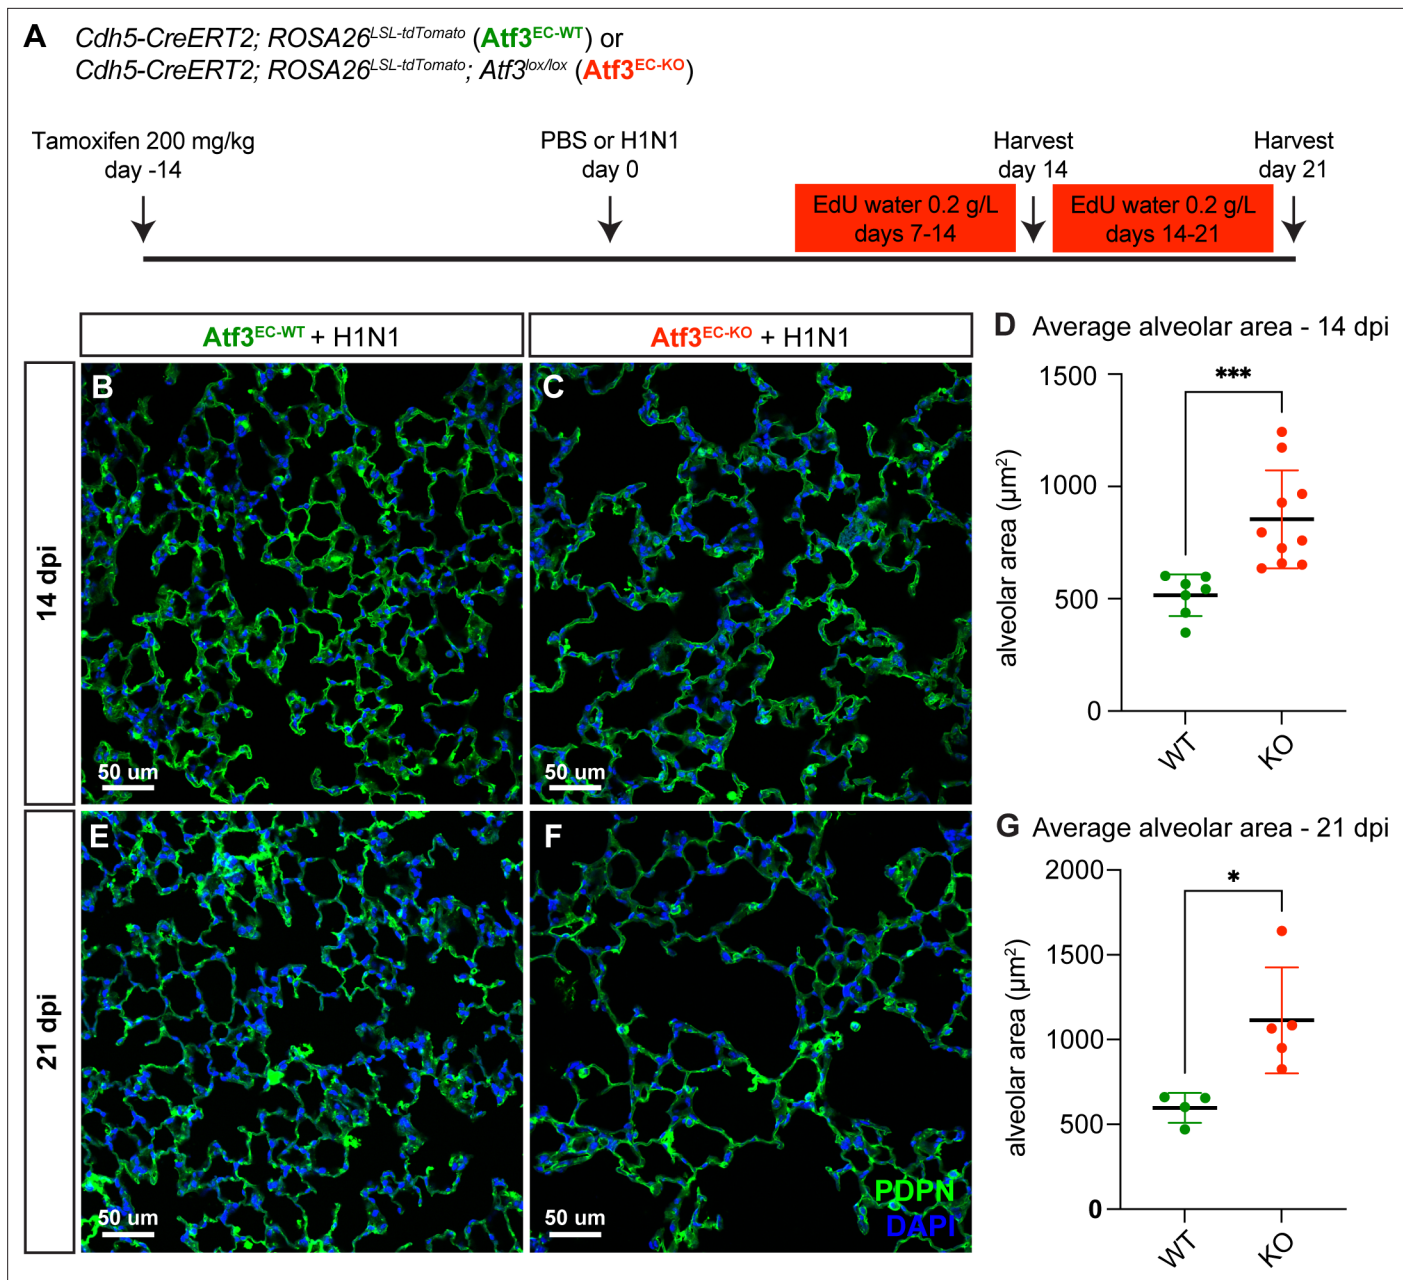 A
Cdh5-CreERT2; ROSA26LSL-tdTomato (Atf3EC-WT) or
Cdh5-CreERT2; ROSA26LSL-tdTomato; Atf3lox/lox (Atf3EC-KO)
Tamoxifen 200 mg/kg
day -14
PBS or H1N1
day 0
Harvest
day 14
Harvest
day 21
EdU water 0.2 g/L
days 7-14
EdU water 0.2 g/L
days 14-21
Atf3EC-WT + H1N1
Atf3EC-KO + H1N1
14 dpi
B
50 um
C
50 um
D Average alveolar area - 14 dpi
***
alveolar area (µm2)
1500
1000
500
0
WT
KO
21 dpi
E
50 um
F
PDPN
DAPI
50 um
G Average alveolar area - 21 dpi
*
alveolar area (µm2)
2000
1500
1000
500
0
WT
KO